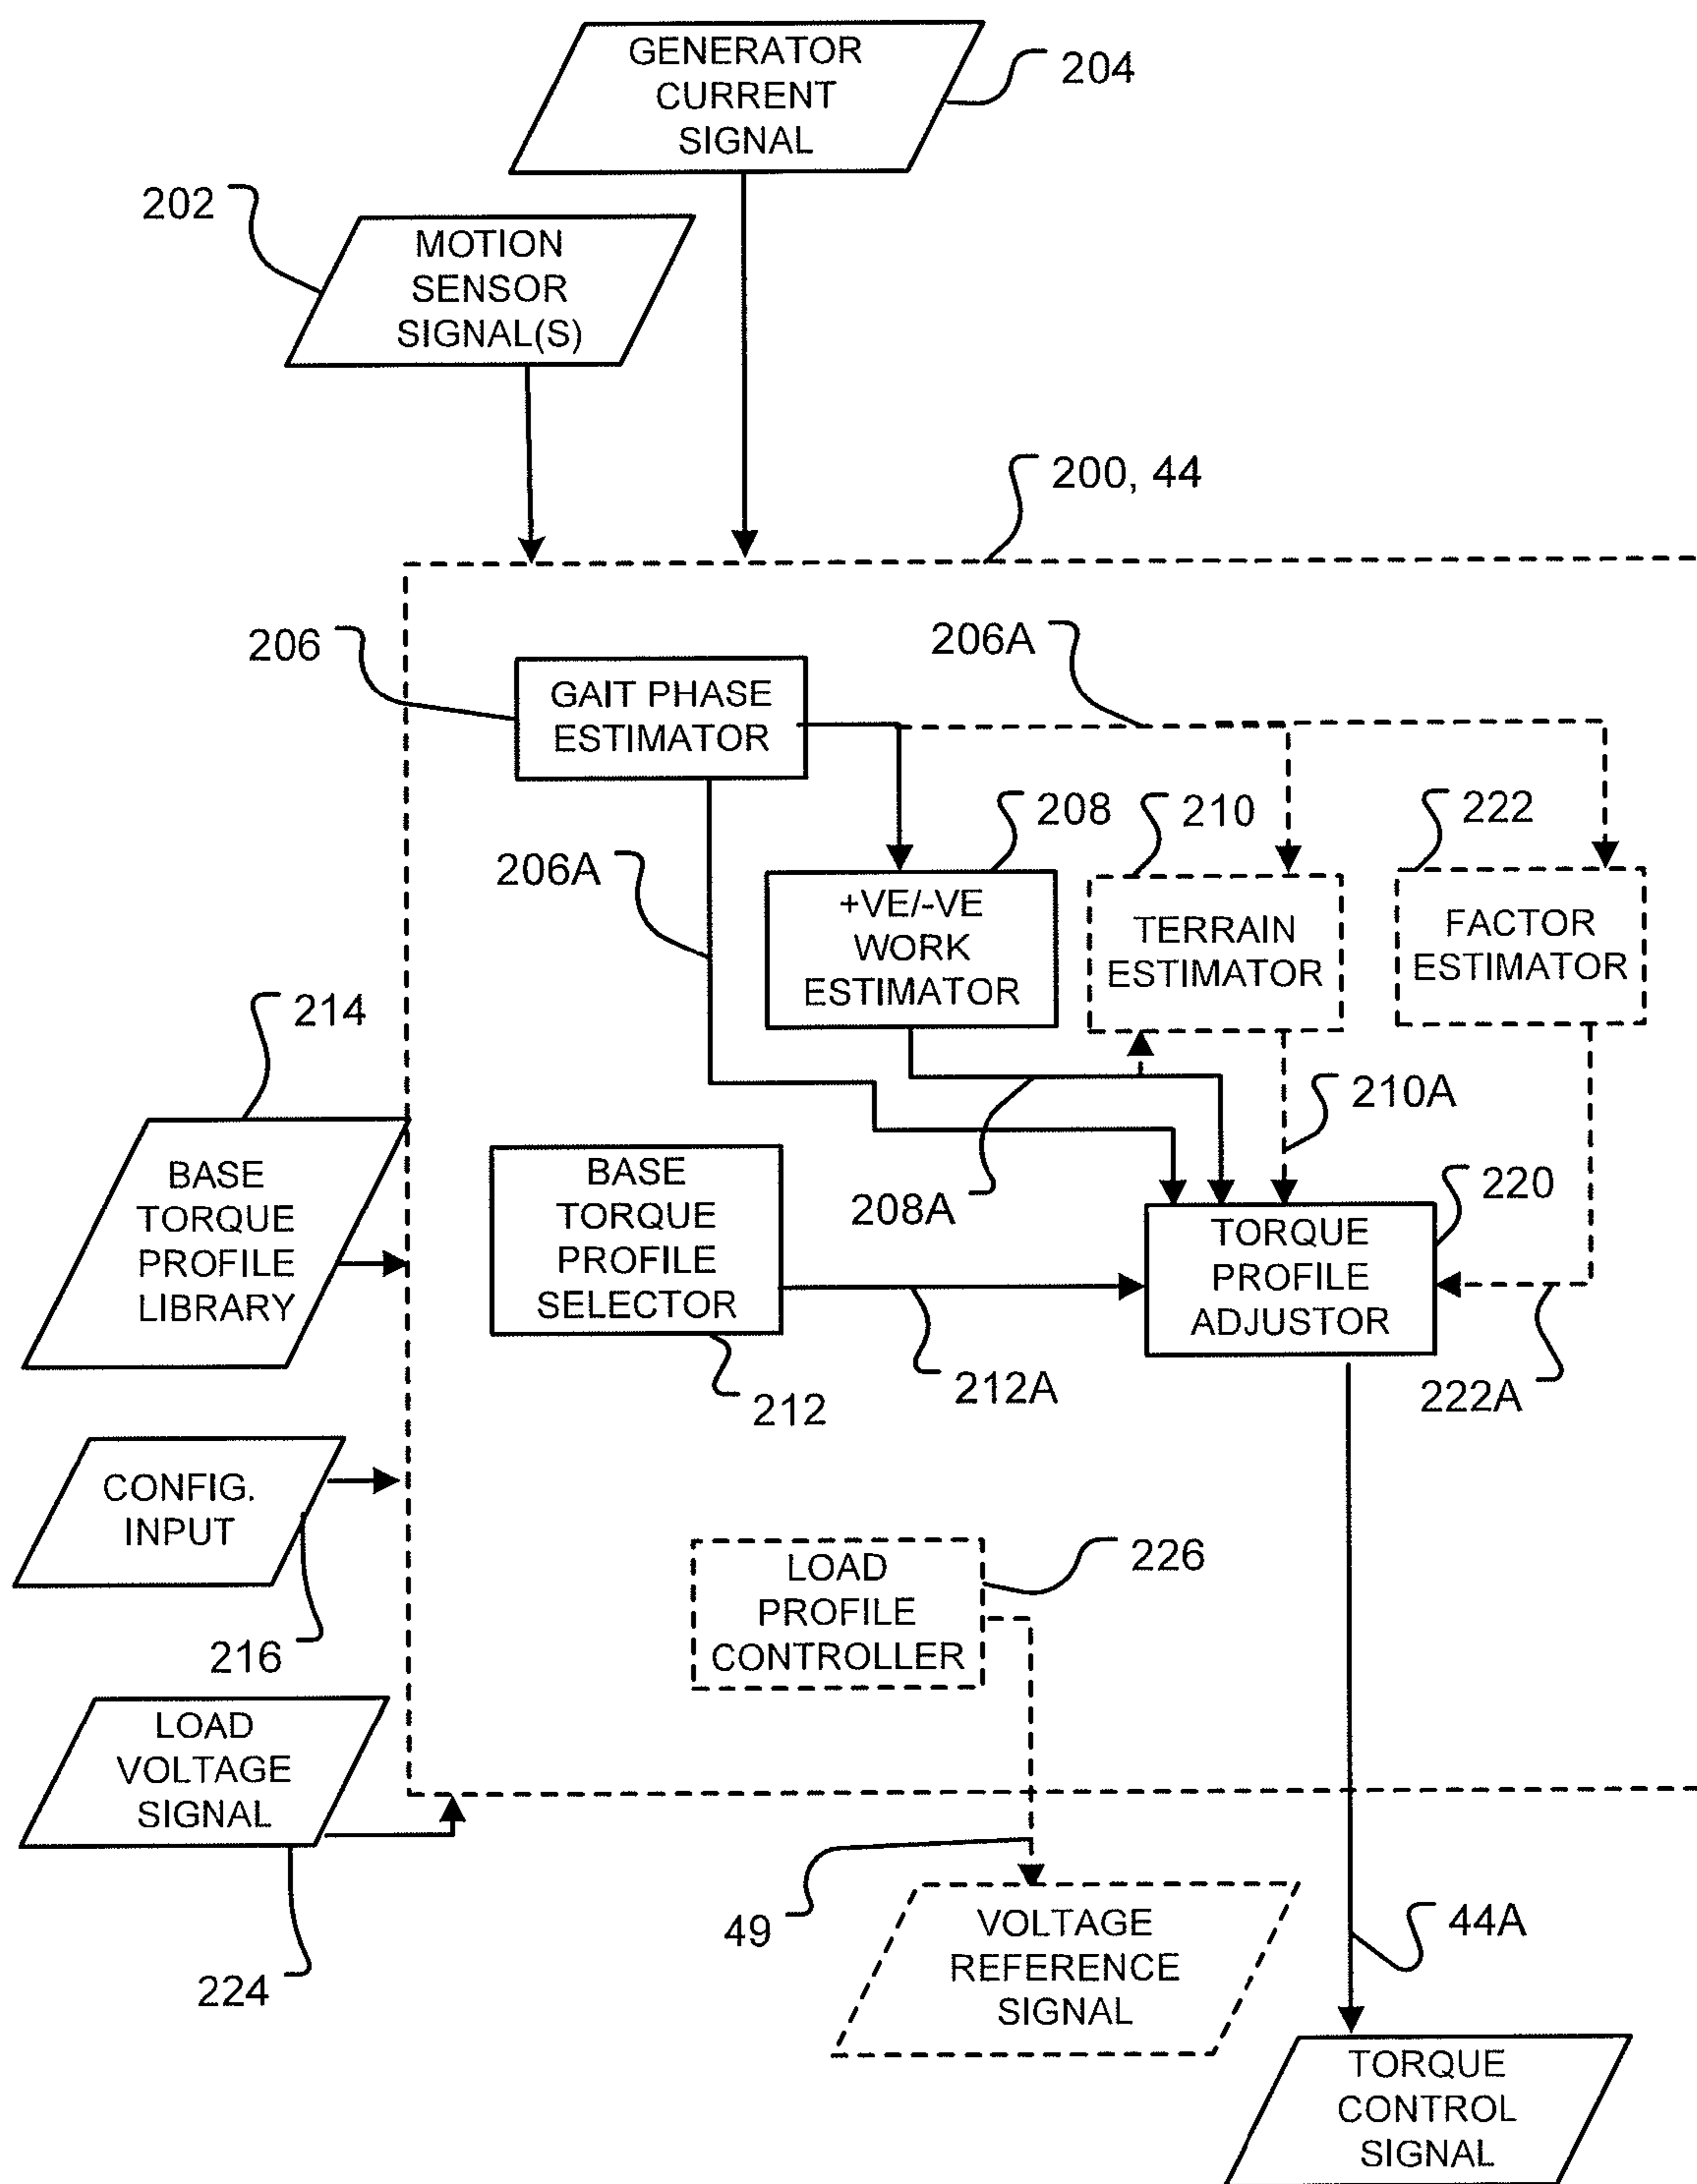 GENERATOR
CURRENT
SIGNAL
204
202
MOTION
SENSOR
SIGNAL(S)
200, 44
206
206A
GAIT PHASE
ESTIMATOR
208
210
222
206A
+VE/-VE
WORK
ESTIMATOR
TERRAIN
ESTIMATOR
FACTOR
ESTIMATOR
214
210A
BASE
TORQUE
PROFILE
LIBRARY
BASE
TORQUE
PROFILE
SELECTOR
208A
220
TORQUE
PROFILE
ADJUSTOR
212
212A
222A
CONFIG.
INPUT
216
LOAD
PROFILE
CONTROLLER
226
LOAD
VOLTAGE
SIGNAL
224
49
VOLTAGE
REFERENCE
SIGNAL
44A
TORQUE
CONTROL
SIGNAL